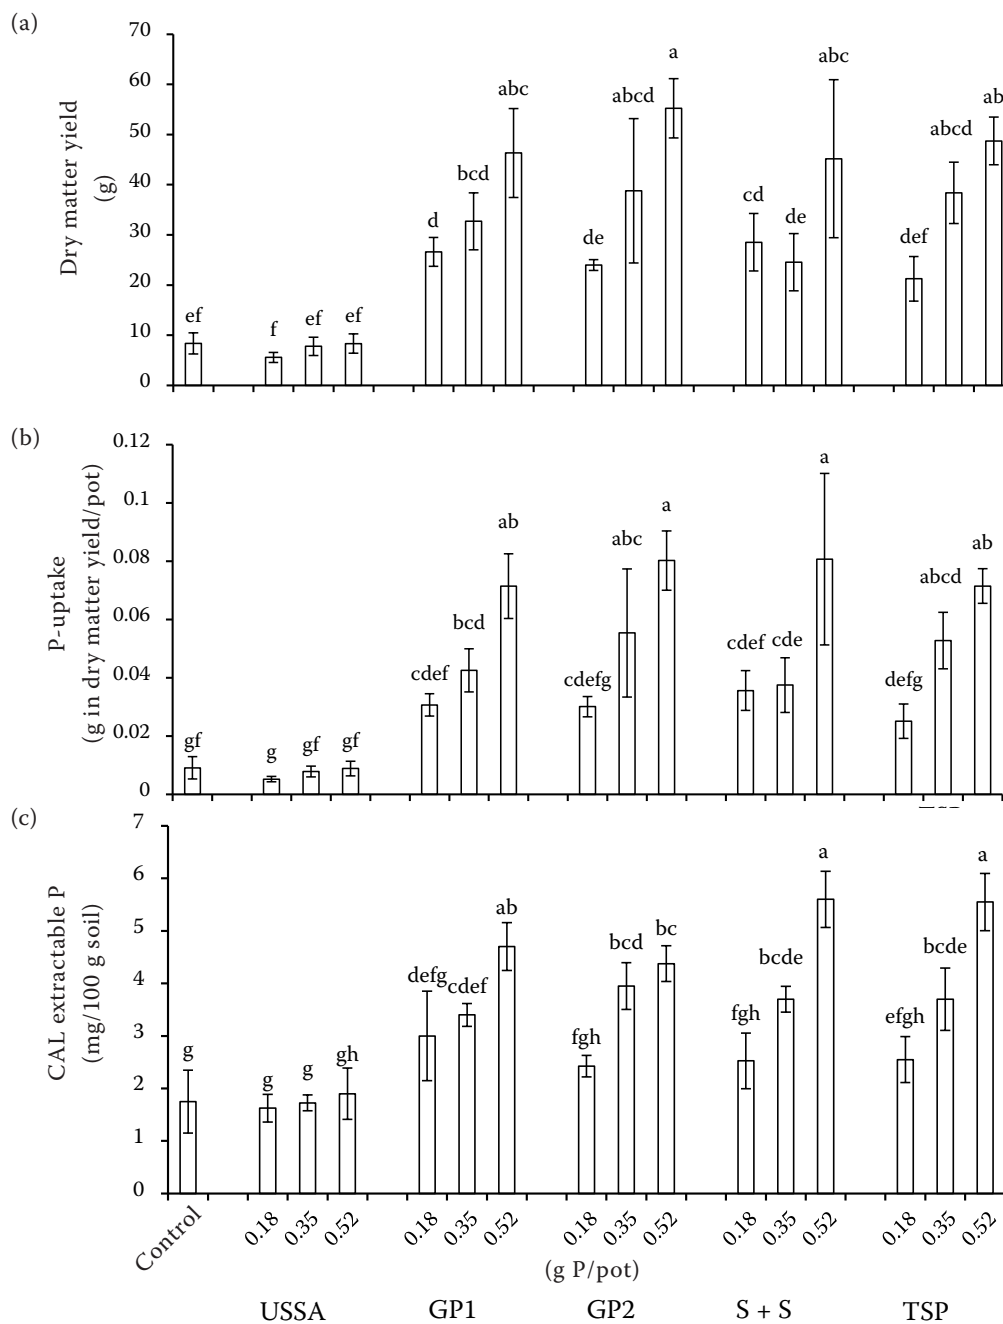 (a)
70
60
50
40
30
20
10
0
Dry matter yield
(g)
ef
f
ef
ef
d
bcd
abc
de
abcd
a
cd
de
abc
def
abcd
ab
(b)
0.12
0.1
0.08
0.06
0.04
0.02
0
P-uptake
(g in dry matter yield/pot)
gf
g
gf
gf
cdef
bcd
ab
cdefg
abc
a
cdef
cde
a
defg
abcd
ab
(c)
7
6
5
4
3
2
1
0
CAL extractable P
(mg/100 g soil)
g
g
g
gh
defg
cdef
ab
fgh
bcd
bc
fgh
bcde
a
efgh
bcde
a
Control
0.18
0.35
0.52
0.18
0.35
0.52
0.18
0.35
0.52
0.18
0.35
0.52
0.18
0.35
0.52
(g P/pot)
USSA
GP1
GP2
S + S
TSP